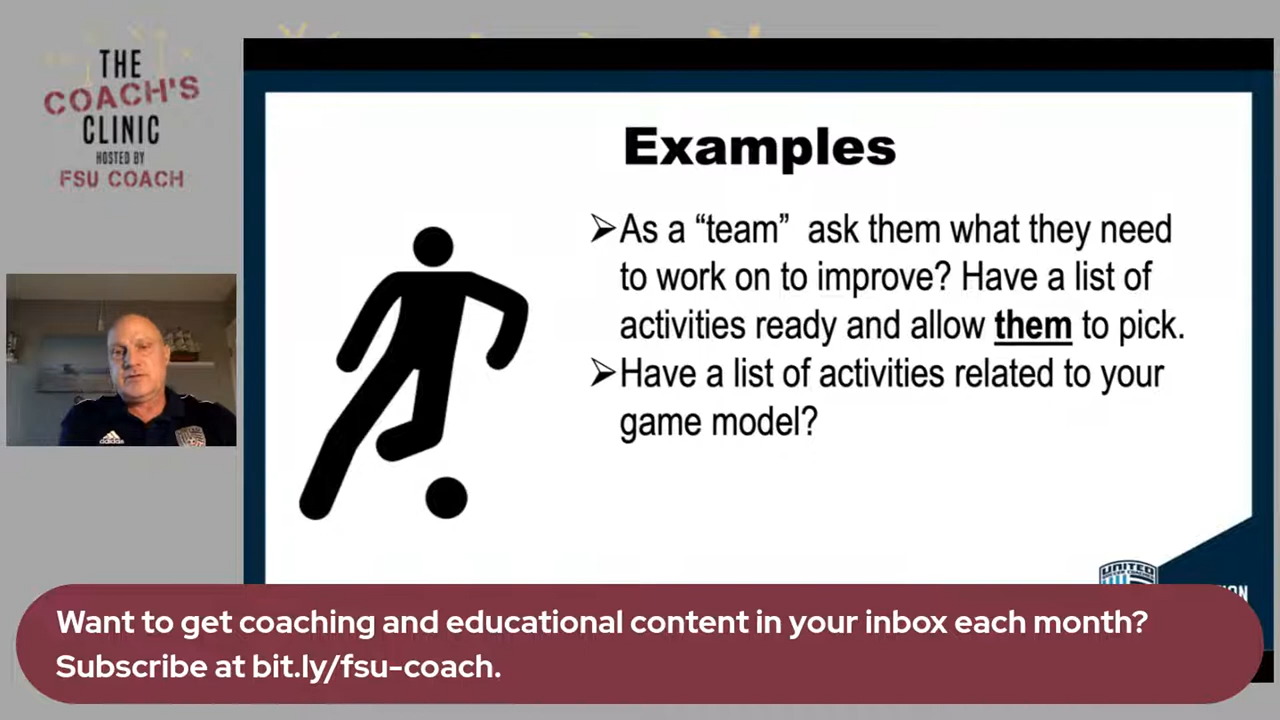 THE
COACH'S
CLINIC
HOSTED BY
FSU COACH
Examples
➢As a “team”  ask them what they need
to work on to improve? Have a list of
activities ready and allow them to pick.
➢Have a list of activities related to your
game model?
adidas
UNITED
Want to get coaching and educational content in your inbox each month?
Subscribe at bit.ly/fsu-coach.